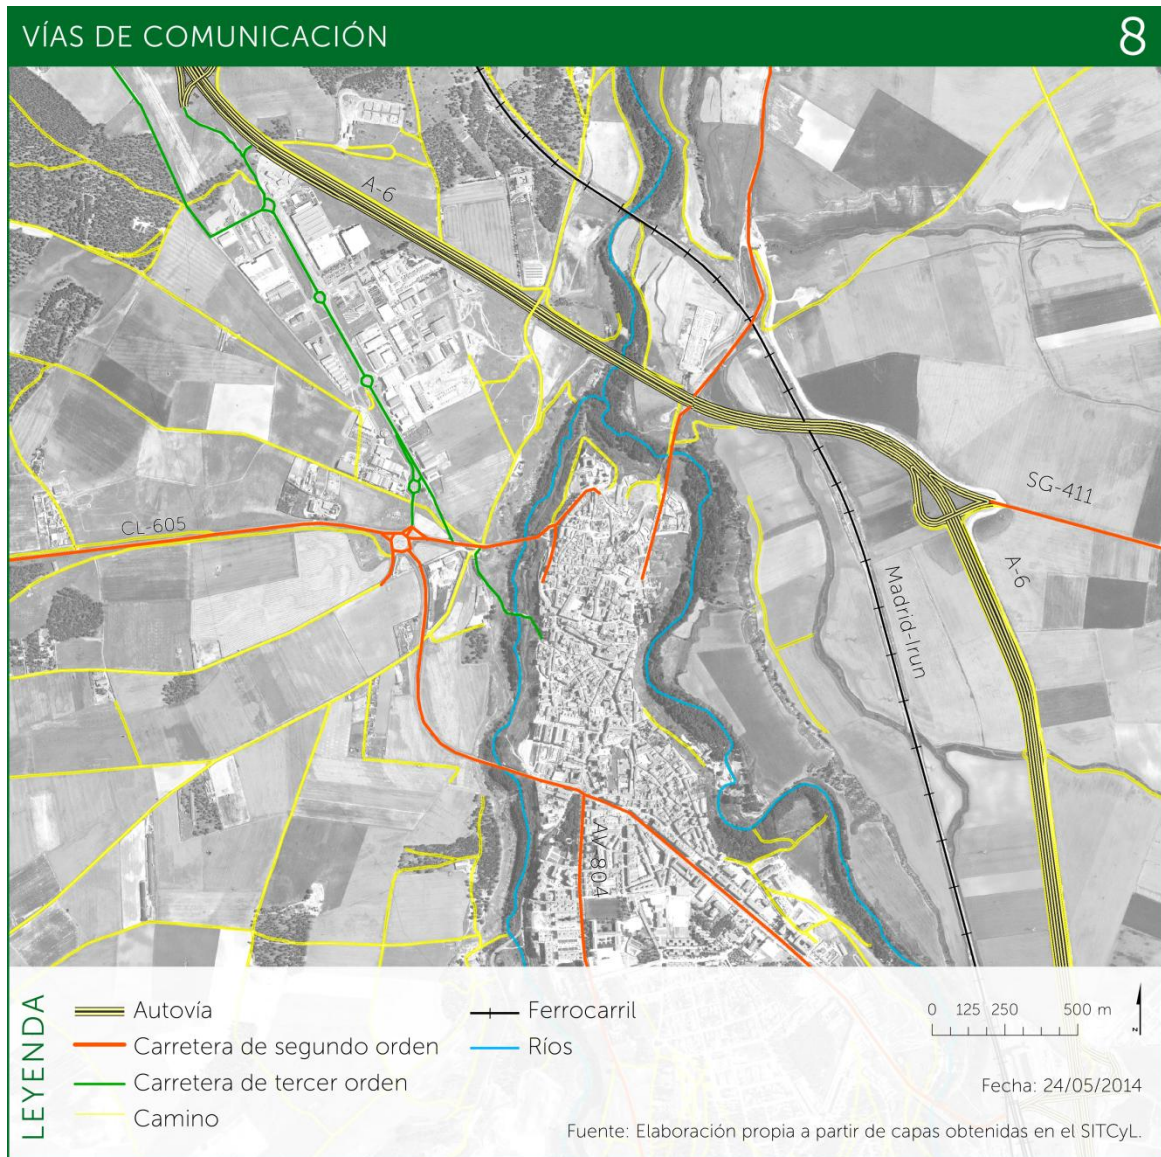 VÍAS DE COMUNICACIÓN
8
A-6
CL-605
SG-411
A-6
Madrid-Irun
AV-804
LEYENDA
Autovía
Carretera de segundo orden
Carretera de tercer orden
Camino
Ferrocarril
Ríos
0 125 250 500 m
N
Fecha: 24/05/2014
Fuente: Elaboración propia a partir de capas obtenidas en el SITCyL.